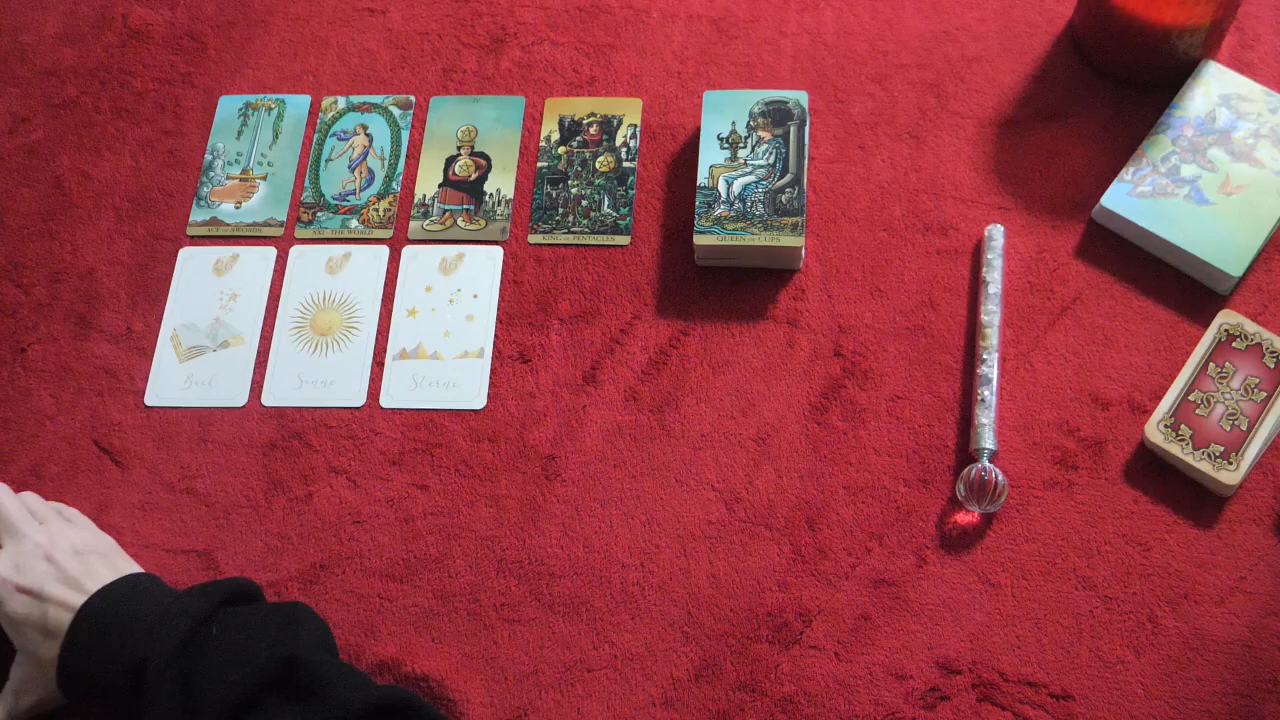 IV
ACE OF SWORDS
XXI · THE WORLD
KING OF PENTACLES
QUEEN OF CUPS
Buch
Sonne
Sterne